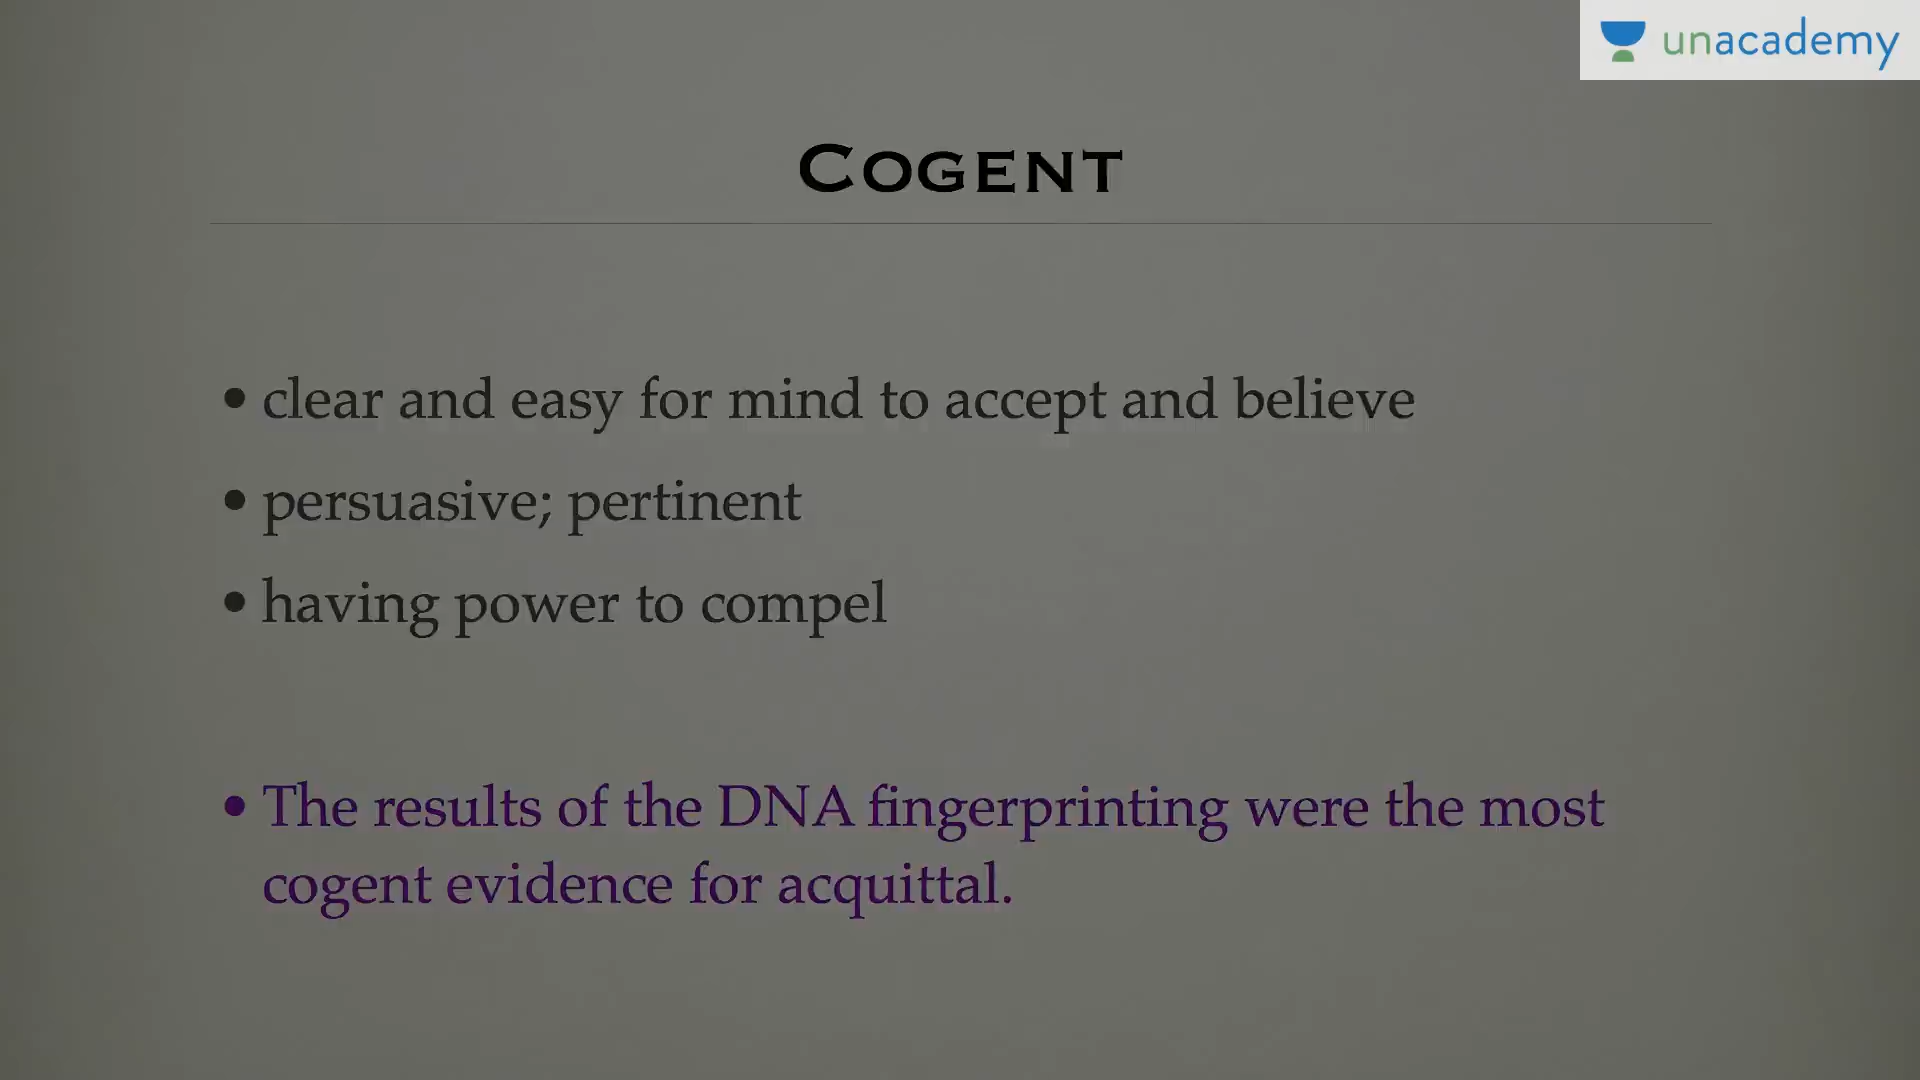 unacademy
COGENT
• clear and easy for mind to accept and believe
• persuasive; pertinent
• having power to compel
• The results of the DNA fingerprinting were the most
cogent evidence for acquittal.